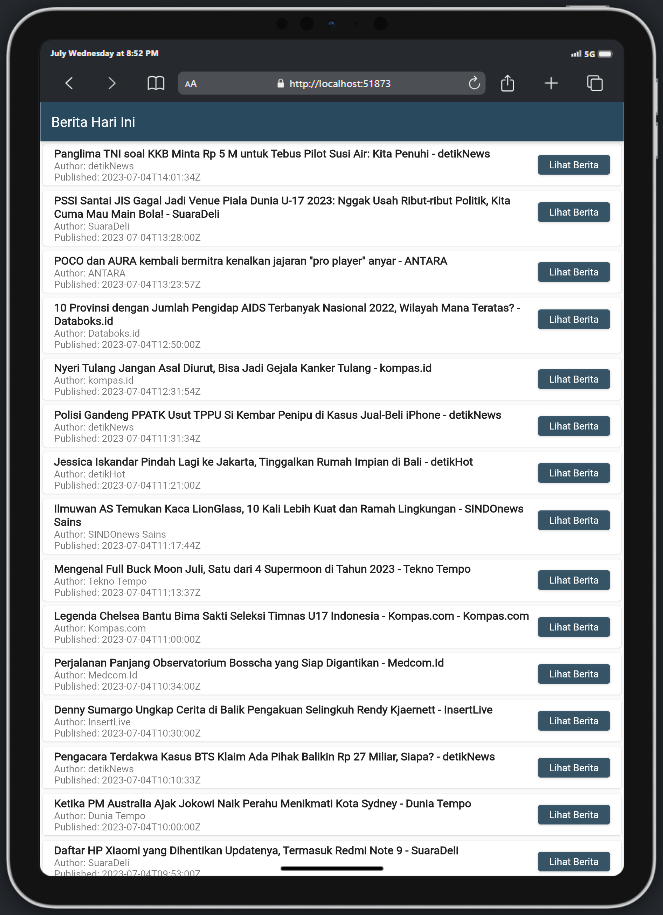 July Wednesday at 8:52 PM
5G
AA
http://localhost:51873
Berita Hari Ini
Panglima TNI soal KKB Minta Rp 5 M untuk Tebus Pilot Susi Air: Kita Penuhi - detikNews
Author: detikNews
Published: 2023-07-04T14:01:34Z
Lihat Berita
PSSI Santai JIS Gagal Jadi Venue Piala Dunia U-17 2023: Nggak Usah Ribut-ribut Politik, Kita
Cuma Mau Main Bola! - SuaraDeli
Author: SuaraDeli
Published: 2023-07-04T13:28:00Z
Lihat Berita
POCO dan AURA kembali bermitra kenalkan jajaran "pro player" anyar - ANTARA
Author: ANTARA
Published: 2023-07-04T13:23:57Z
Lihat Berita
10 Provinsi dengan Jumlah Pengidap AIDS Terbanyak Nasional 2022, Wilayah Mana Teratas? -
Databoks.id
Author: Databoks.id
Published: 2023-07-04T12:50:00Z
Lihat Berita
Nyeri Tulang Jangan Asal Diurut, Bisa Jadi Gejala Kanker Tulang - kompas.id
Author: kompas.id
Published: 2023-07-04T12:31:54Z
Lihat Berita
Polisi Gandeng PPATK Usut TPPU Si Kembar Penipu di Kasus Jual-Beli iPhone - detikNews
Author: detikNews
Published: 2023-07-04T11:31:34Z
Lihat Berita
Jessica Iskandar Pindah Lagi ke Jakarta, Tinggalkan Rumah Impian di Bali - detikHot
Author: detikHot
Published: 2023-07-04T11:21:00Z
Lihat Berita
Ilmuwan AS Temukan Kaca LionGlass, 10 Kali Lebih Kuat dan Ramah Lingkungan - SINDOnews
Sains
Author: SINDOnews Sains
Published: 2023-07-04T11:17:44Z
Lihat Berita
Mengenal Full Buck Moon Juli, Satu dari 4 Supermoon di Tahun 2023 - Tekno Tempo
Author: Tekno Tempo
Published: 2023-07-04T11:13:37Z
Lihat Berita
Legenda Chelsea Bantu Bima Sakti Seleksi Timnas U17 Indonesia - Kompas.com - Kompas.com
Author: Kompas.com
Published: 2023-07-04T11:00:00Z
Lihat Berita
Perjalanan Panjang Observatorium Bosscha yang Siap Digantikan - Medcom.Id
Author: Medcom.Id
Published: 2023-07-04T10:34:00Z
Lihat Berita
Denny Sumargo Ungkap Cerita di Balik Pengakuan Selingkuh Rendy Kjaernett - InsertLive
Author: InsertLive
Published: 2023-07-04T10:30:00Z
Lihat Berita
Pengacara Terdakwa Kasus BTS Klaim Ada Pihak Balikin Rp 27 Miliar, Siapa? - detikNews
Author: detikNews
Published: 2023-07-04T10:10:33Z
Lihat Berita
Ketika PM Australia Ajak Jokowi Naik Perahu Menikmati Kota Sydney - Dunia Tempo
Author: Dunia Tempo
Published: 2023-07-04T10:00:00Z
Lihat Berita
Daftar HP Xiaomi yang Dihentikan Updatenya, Termasuk Redmi Note 9 - SuaraDeli
Author: SuaraDeli
Published: 2023-07-04T09:53:00Z
Lihat Berita